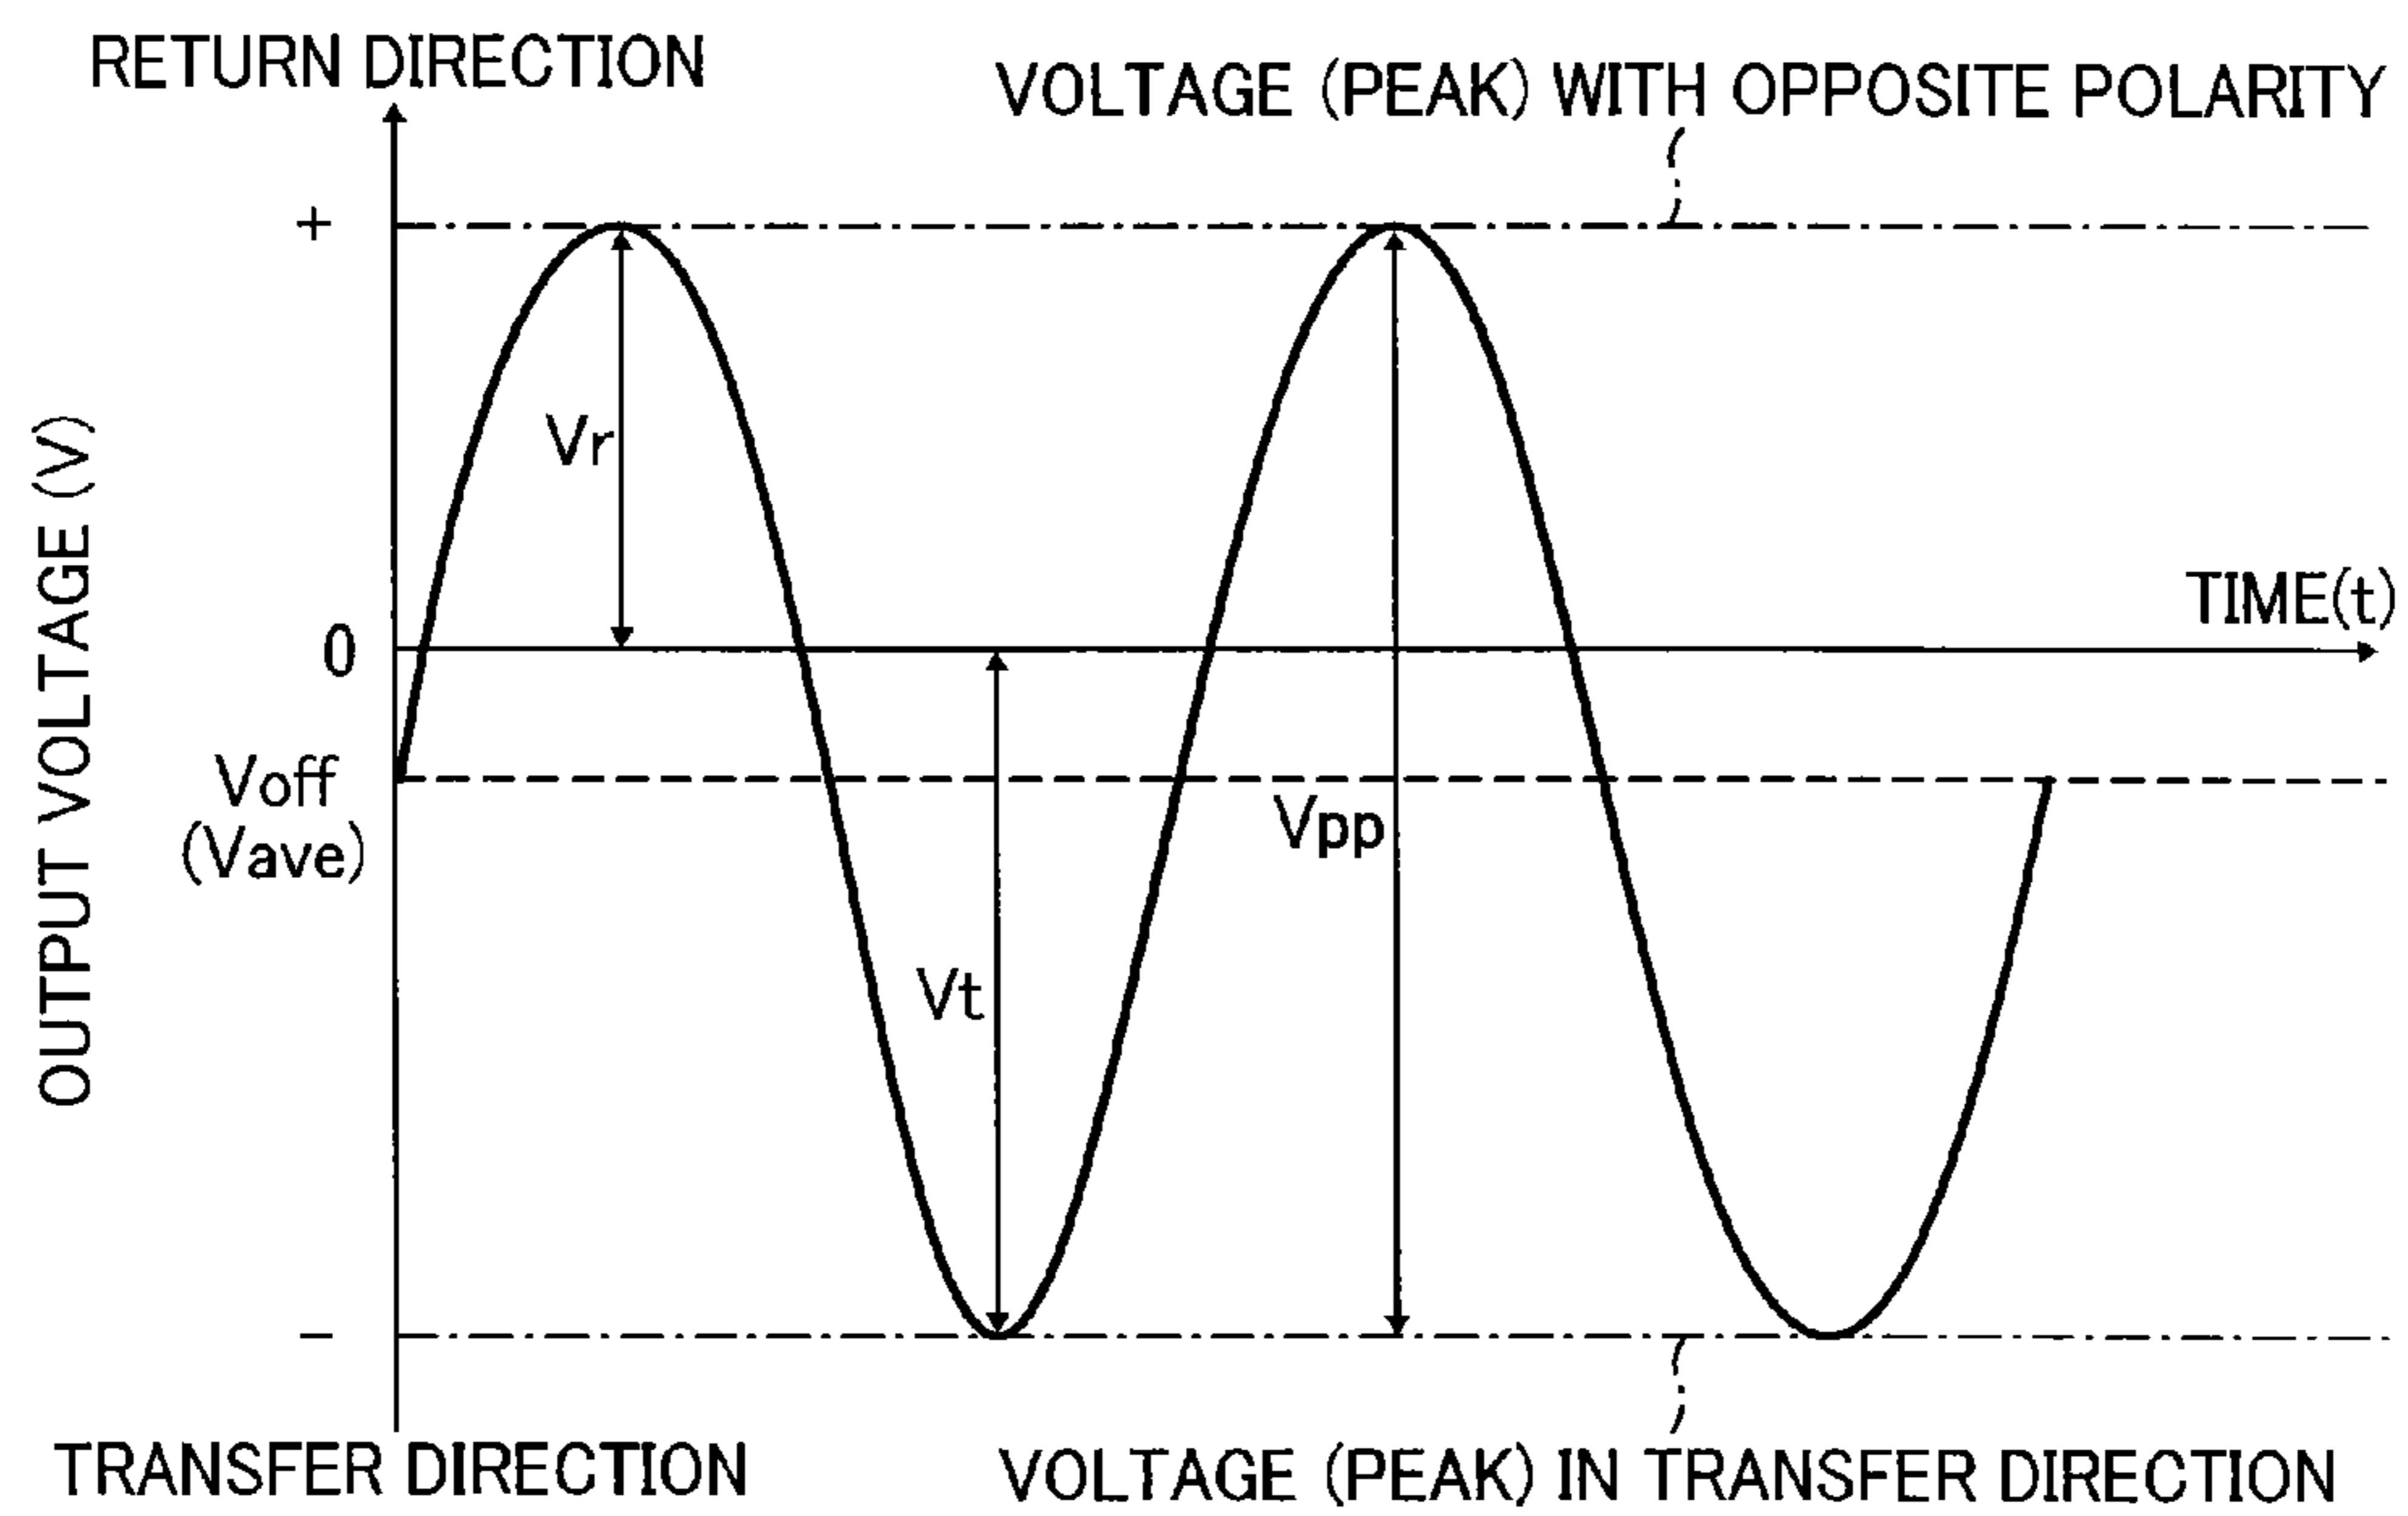 RETURN DIRECTION
VOLTAGE (PEAK) WITH OPPOSITE POLARITY
+
Vr
OUTPUT VOLTAGE (V)
TIME(t)
0
Voff
(Vave)
Vpp
Vt
−
TRANSFER DIRECTION
VOLTAGE (PEAK) IN TRANSFER DIRECTION